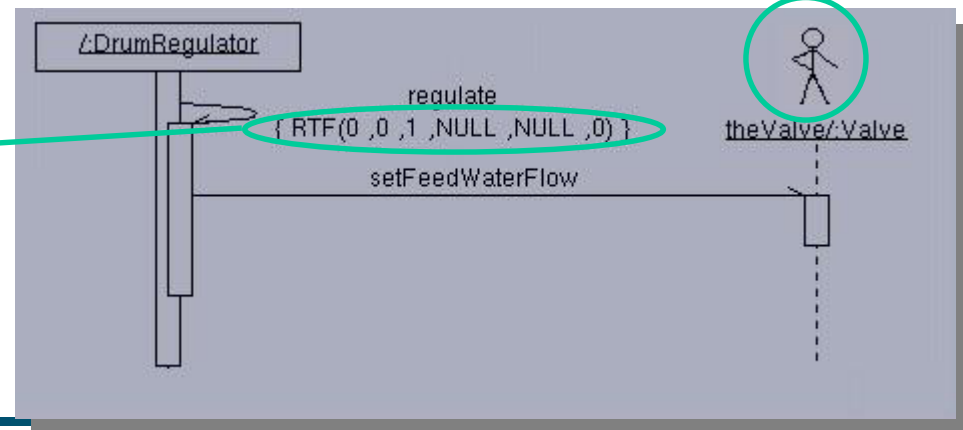 /:DrumRegulator
regulate
{ RTF(0 ,0 ,1 ,NULL ,NULL ,0) }
theValve/:Valve
setFeedWaterFlow